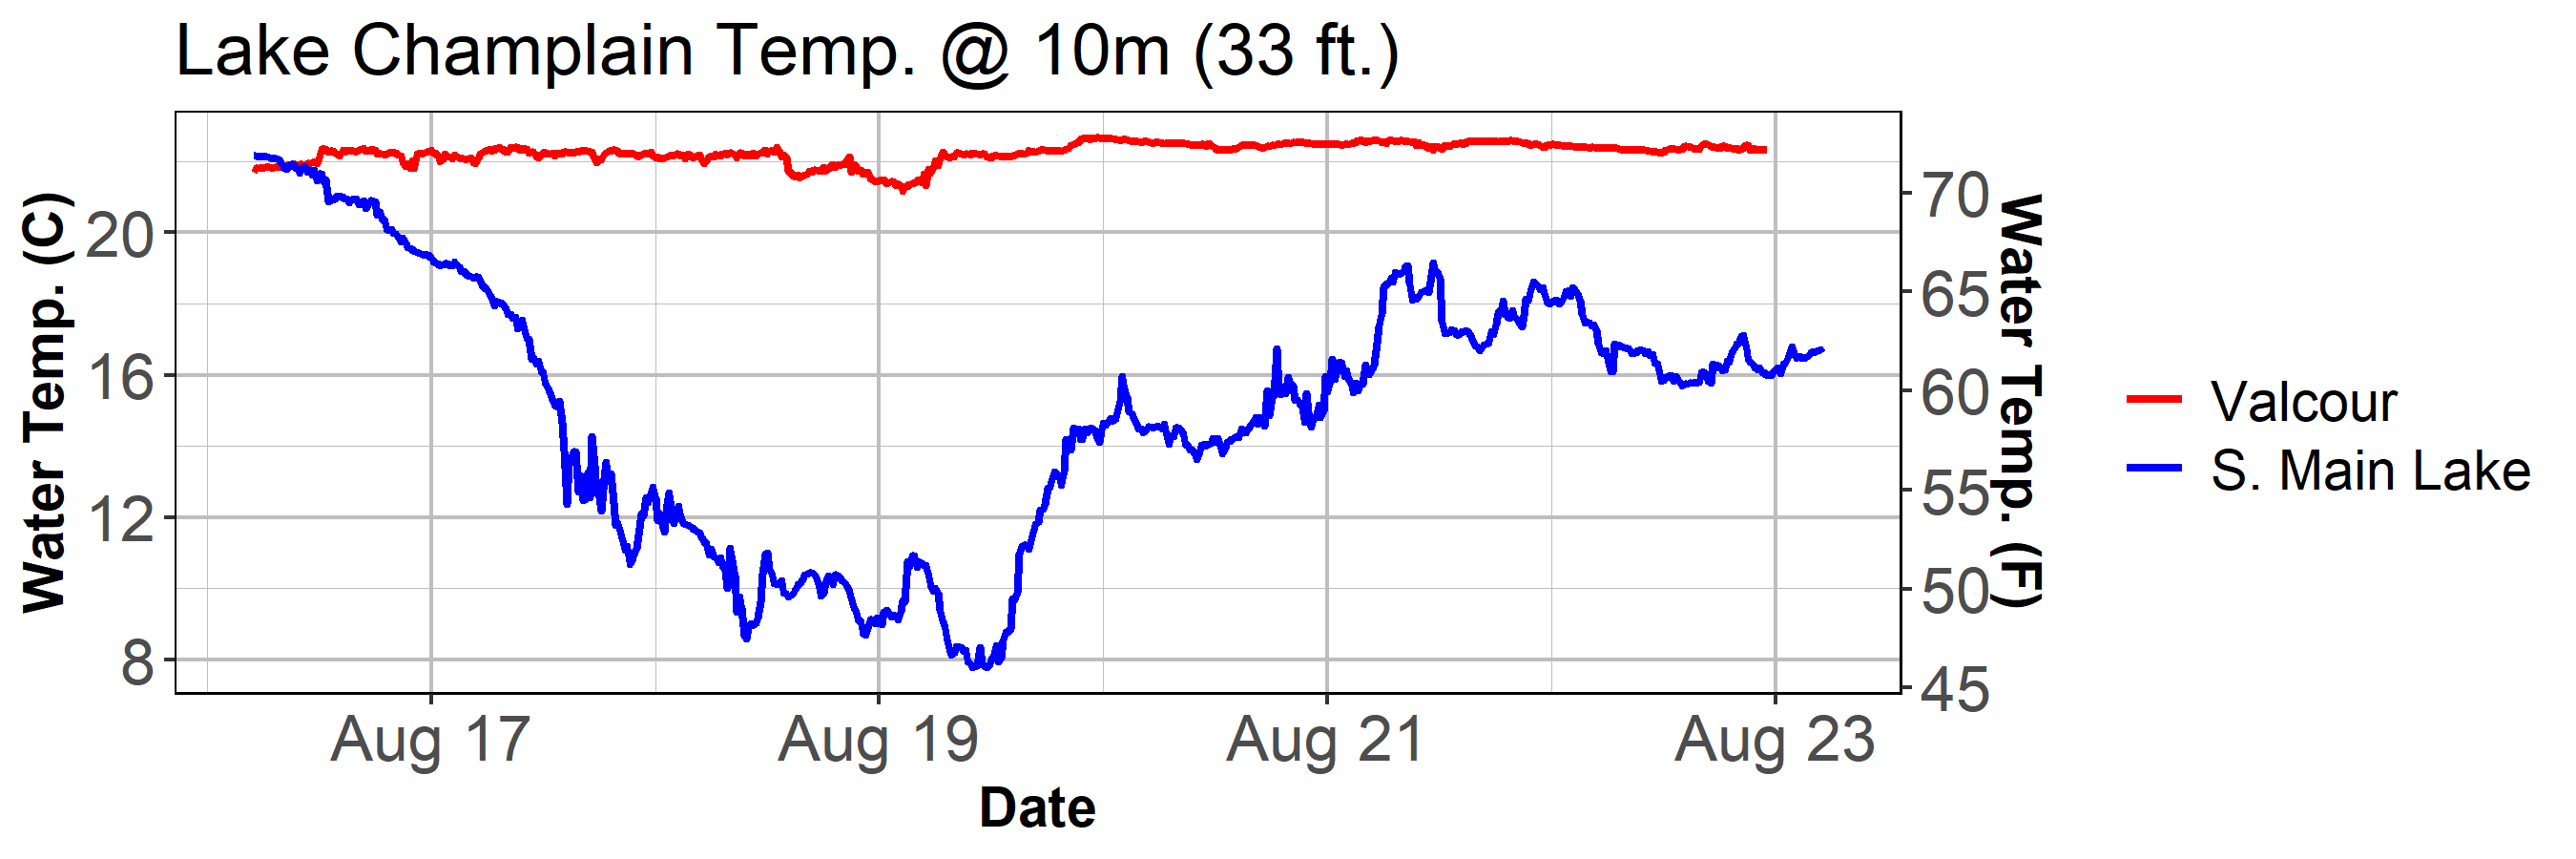 Lake Champlain Temp. @ 10m (33 ft.)
Water Temp. (C)
20
16
12
8
70
65
60
55
50
45
Water Temp. (F)
Aug 17
Aug 19
Aug 21
Aug 23
Date
Valcour
S. Main Lake